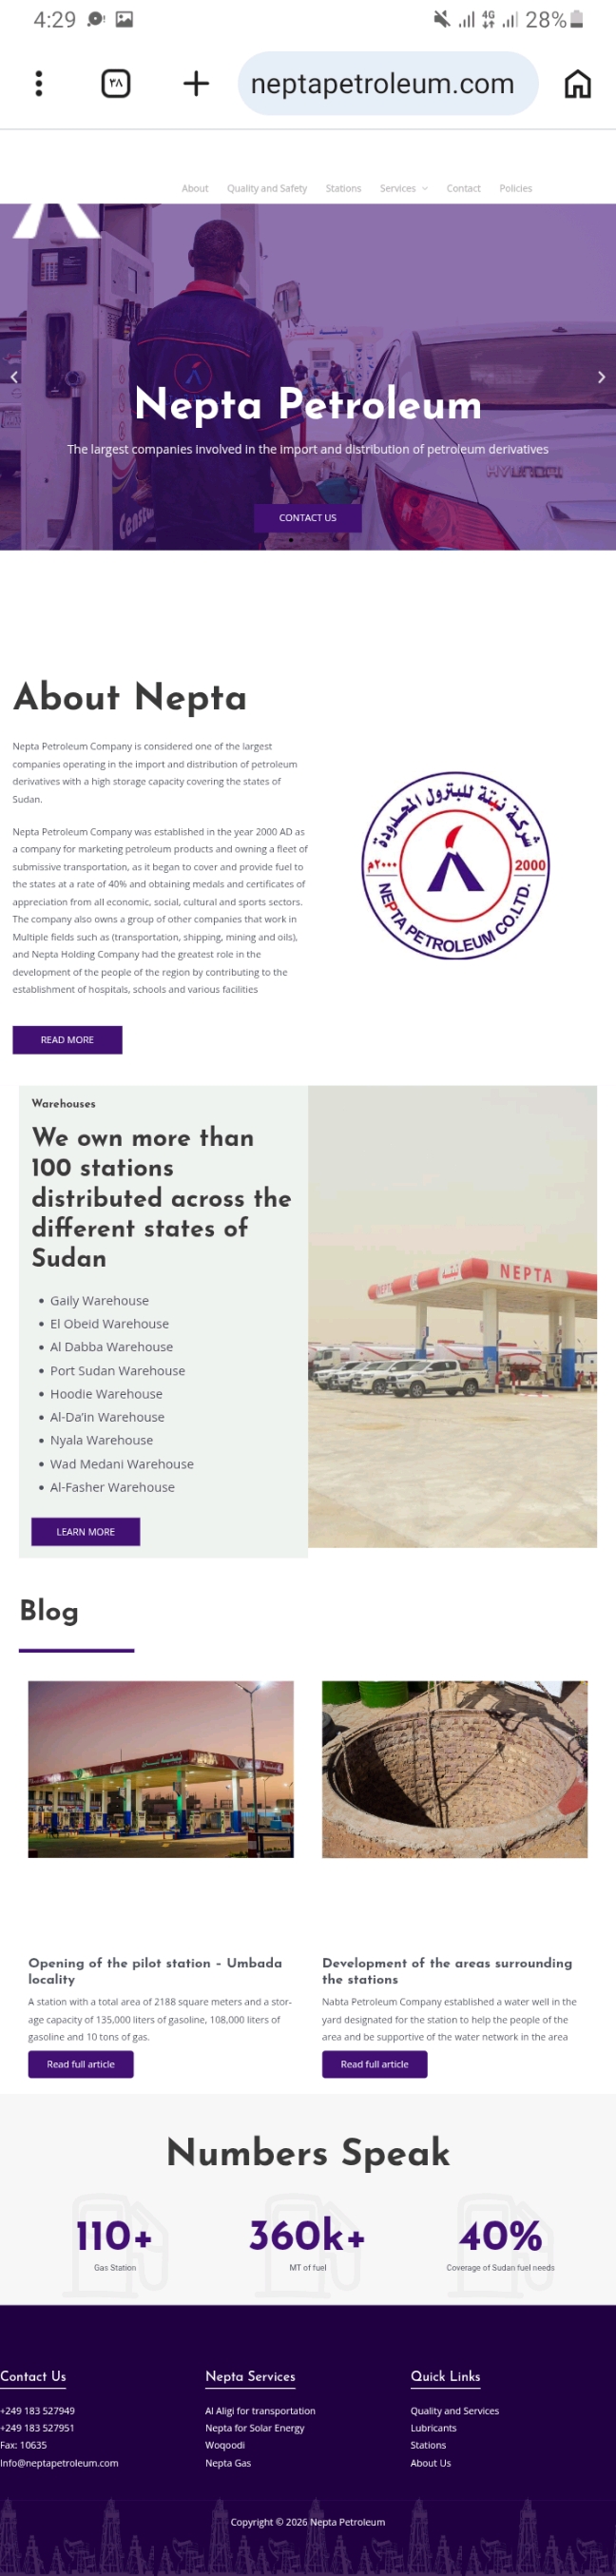 4:29
4G
28%
٣٨
neptapetroleum.com
About
Quality and Safety
Stations
Services
Contact
Policies
Nepta Petroleum
The largest companies involved in the import and distribution of petroleum derivatives
HYUNDAI
Censtar
CONTACT US
About Nepta
Nepta Petroleum Company is considered one of the largest
companies operating in the import and distribution of petroleum
derivatives with a high storage capacity covering the states of
Sudan.
Nepta Petroleum Company was established in the year 2000 AD as
a company for marketing petroleum products and owning a fleet of
submissive transportation, as it began to cover and provide fuel to
the states at a rate of 40% and obtaining medals and certificates of
appreciation from all economic, social, cultural and sports sectors.
The company also owns a group of other companies that work in
Multiple fields such as (transportation, shipping, mining and oils),
and Nepta Holding Company had the greatest role in the
development of the people of the region by contributing to the
establishment of hospitals, schools and various facilities
شركة نبتة للبترول المحدودة
٢٠٠٠م
2000
NEPTA PETROLEUM CO.LTD.
READ MORE
Warehouses
We own more than
100 stations
distributed across the
different states of
Sudan
• Gaily Warehouse
• El Obeid Warehouse
• Al Dabba Warehouse
• Port Sudan Warehouse
• Hoodie Warehouse
• Al-Da’in Warehouse
• Nyala Warehouse
• Wad Medani Warehouse
• Al-Fasher Warehouse
LEARN MORE
NEPTA
Blog
Opening of the pilot station – Umbada
locality
A station with a total area of 2188 square meters and a stor-
age capacity of 135,000 liters of gasoline, 108,000 liters of
gasoline and 10 tons of gas.
Read full article
Development of the areas surrounding
the stations
Nabta Petroleum Company established a water well in the
yard designated for the station to help the people of the
area and be supportive of the water network in the area
Read full article
Numbers Speak
110+
Gas Station
360k+
MT of fuel
40%
Coverage of Sudan fuel needs
Contact Us
+249 183 527949
+249 183 527951
Fax: 10635
Info@neptapetroleum.com
Nepta Services
Al Aligi for transportation
Nepta for Solar Energy
Woqoodi
Nepta Gas
Quick Links
Quality and Services
Lubricants
Stations
About Us
Copyright © 2026 Nepta Petroleum